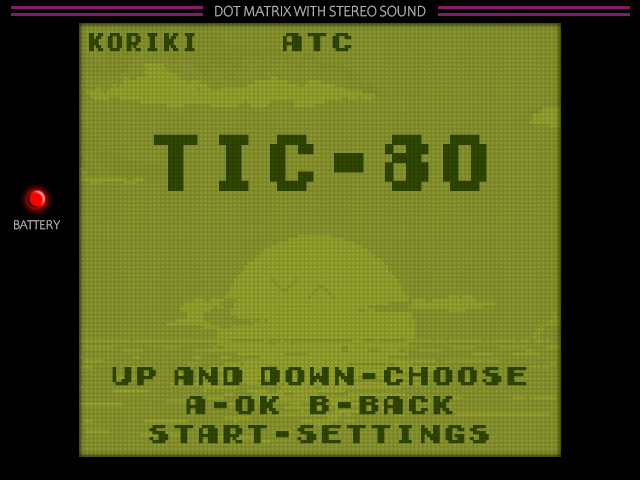 DOT MATRIX WITH STEREO SOUND
KORIKI ATC
TIC-80
BATTERY
UP AND DOWN-CHOOSE
A-OK B-BACK
START-SETTINGS